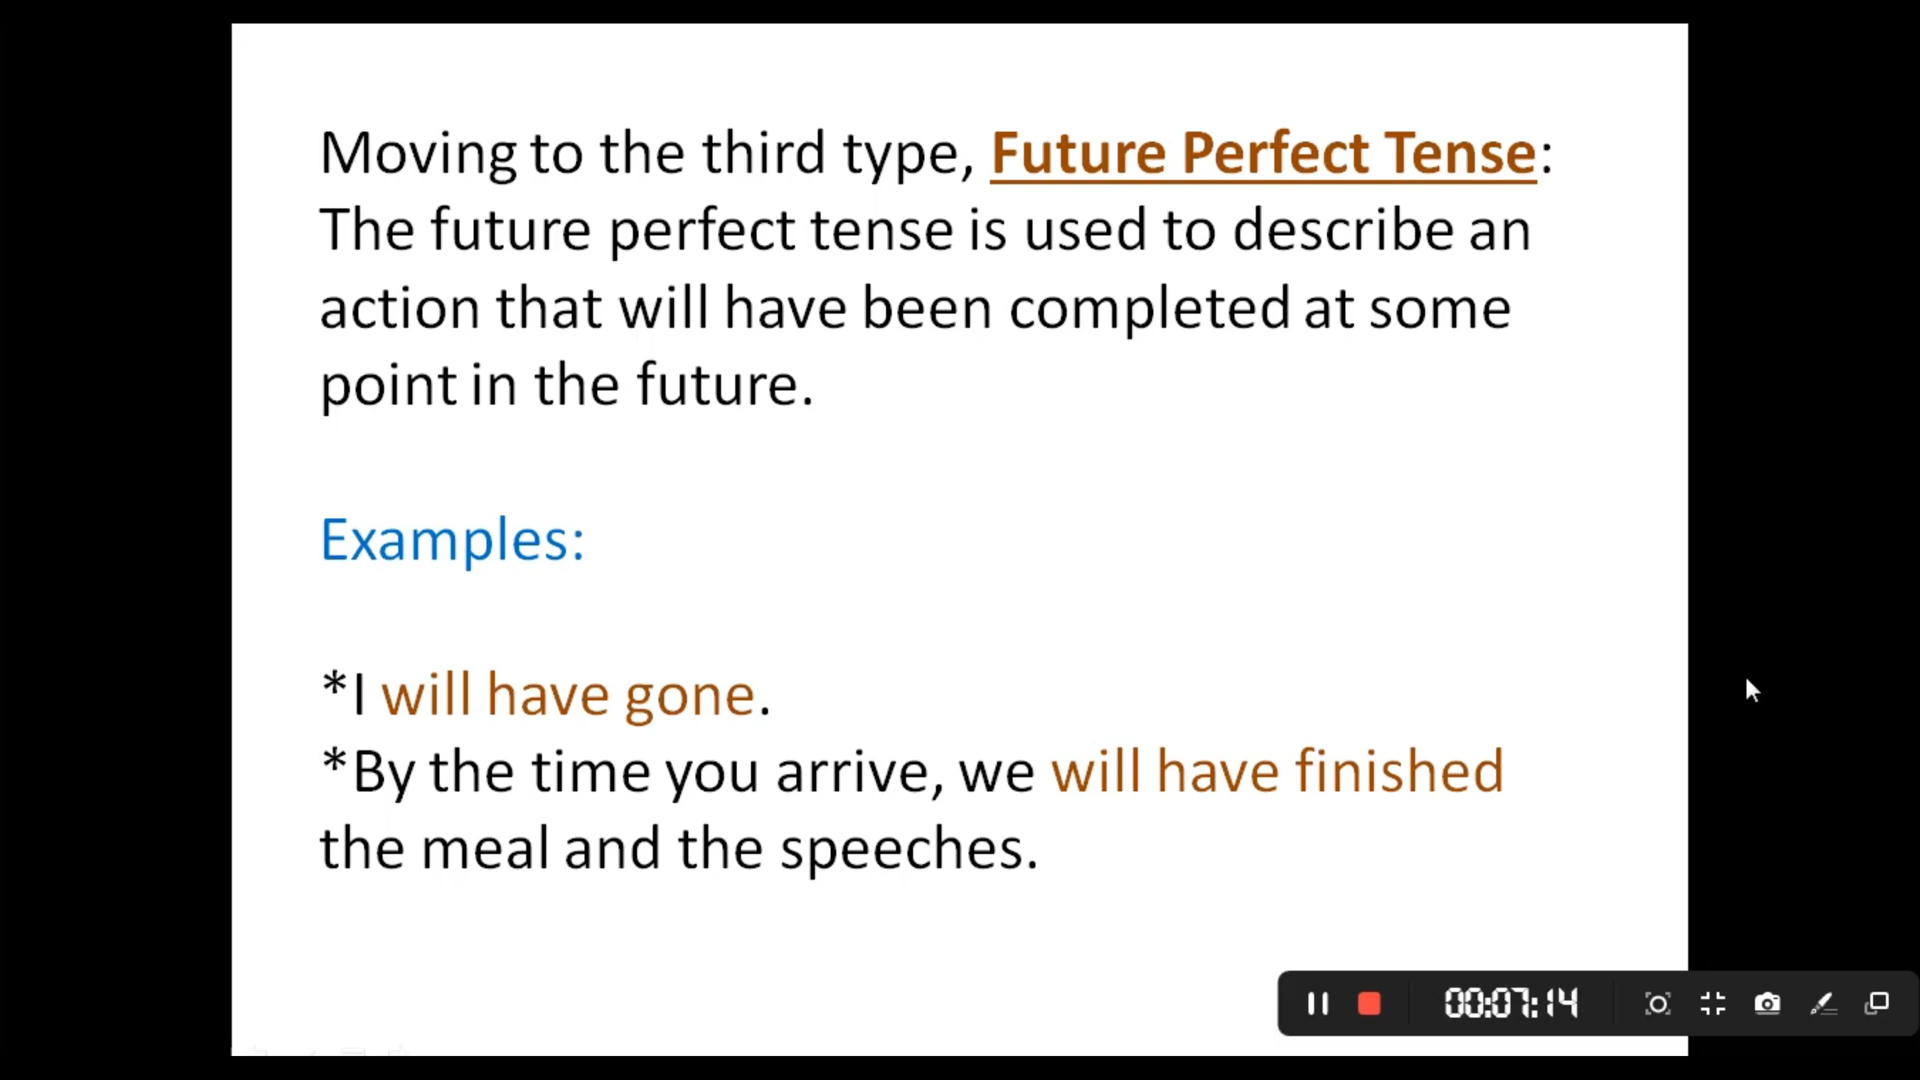 Moving to the third type, Future Perfect Tense:
The future perfect tense is used to describe an
action that will have been completed at some
point in the future.
Examples:
*I will have gone.
*By the time you arrive, we will have finished
the meal and the speeches.
00:07:14